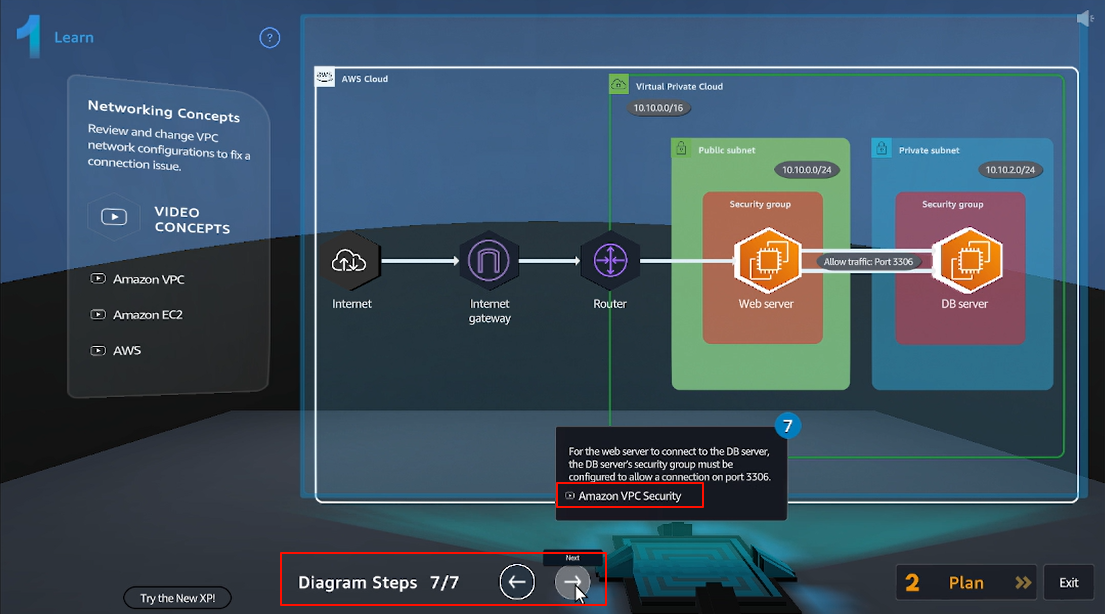 1 Learn
?
Networking Concepts
Review and change VPC
network configurations to fix a
connection issue.
VIDEO
CONCEPTS
Amazon VPC
Amazon EC2
AWS
aws
AWS Cloud
Virtual Private Cloud
10.10.0.0/16
Public subnet
10.10.0.0/24
Private subnet
10.10.2.0/24
Security group
Security group
Allow traffic: Port 3306
Internet
Internet
gateway
Router
Web server
DB server
7
For the web server to connect to the DB server,
the DB server's security group must be
configured to allow a connection on port 3306.
Amazon VPC Security
Next
Diagram Steps 7/7
Try the New XP!
2 Plan
Exit